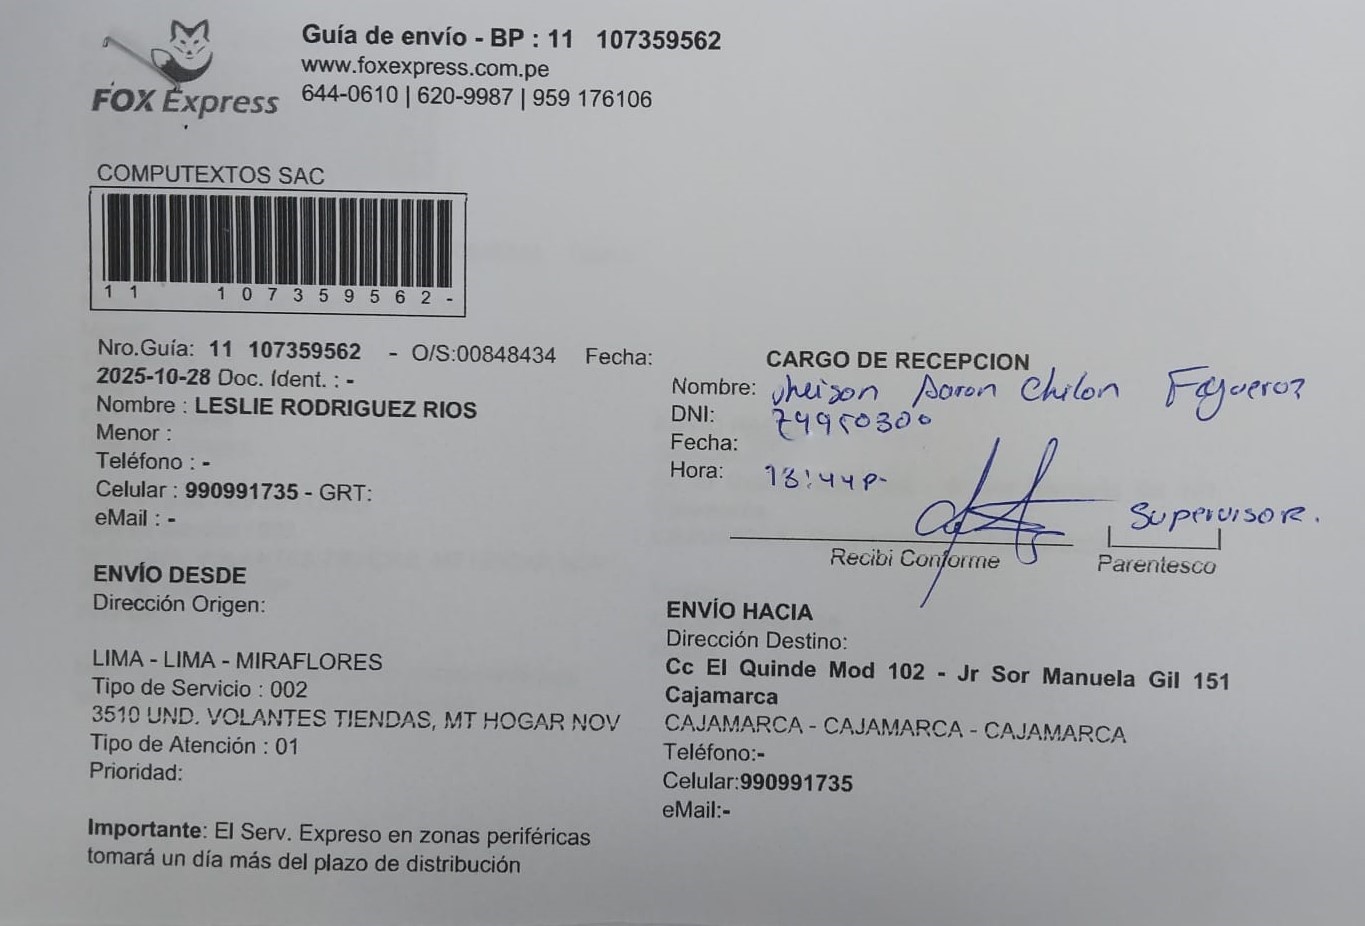 FOX Express
Guía de envío - BP : 11 107359562
www.foxexpress.com.pe
644-0610 | 620-9987 | 959 176106
COMPUTEXTOS SAC
11 107359562-
Nro.Guía: 11 107359562 - O/S:00848434 Fecha:
2025-10-28 Doc. Ident. : -
Nombre : LESLIE RODRIGUEZ RIOS
Menor :
Teléfono : -
Celular : 990991735 - GRT:
eMail : -
CARGO DE RECEPCION
Nombre: Jheison Aaron Chilon Figueroa
DNI: 74950300
Fecha:
Hora: 13:44 P-
Supervisor.
Recibi Conforme Parentesco
ENVÍO DESDE
Dirección Origen:
LIMA - LIMA - MIRAFLORES
Tipo de Servicio : 002
3510 UND. VOLANTES TIENDAS, MT HOGAR NOV
Tipo de Atención : 01
Prioridad:
Importante: El Serv. Expreso en zonas periféricas
tomará un día más del plazo de distribución
ENVÍO HACIA
Dirección Destino:
Cc El Quinde Mod 102 - Jr Sor Manuela Gil 151
Cajamarca
CAJAMARCA - CAJAMARCA - CAJAMARCA
Teléfono:-
Celular:990991735
eMail:-